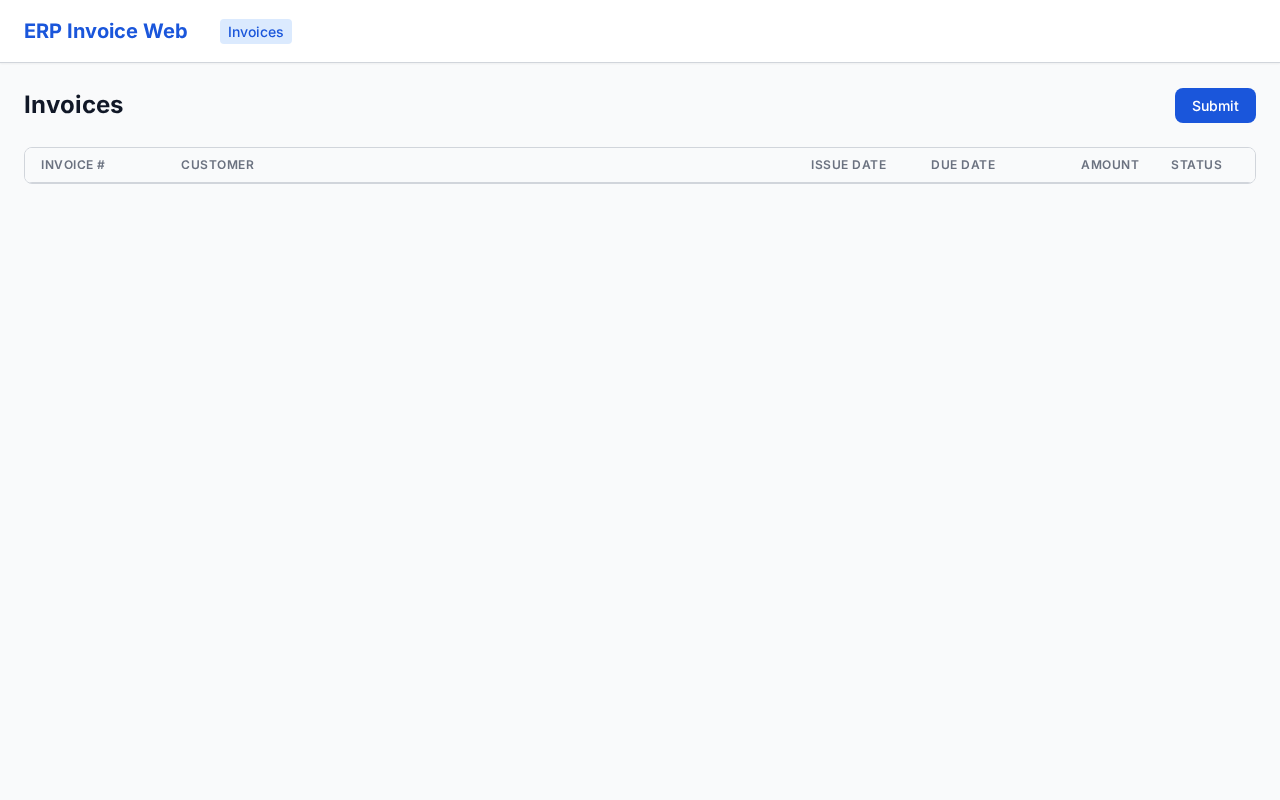 ERP Invoice Web Invoices
Invoices Submit
INVOICE # CUSTOMER ISSUE DATE DUE DATE AMOUNT STATUS